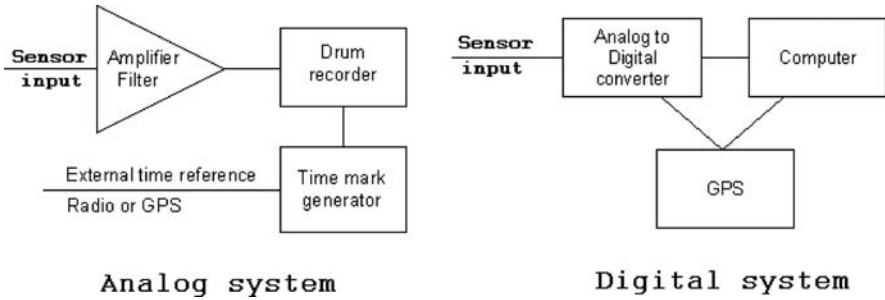 Sensor
input
Amplifier
Filter
Drum
recorder
External time reference
Radio or GPS
Time mark
generator
Analog system
Sensor
input
Analog to
Digital
converter
Computer
GPS
Digital system